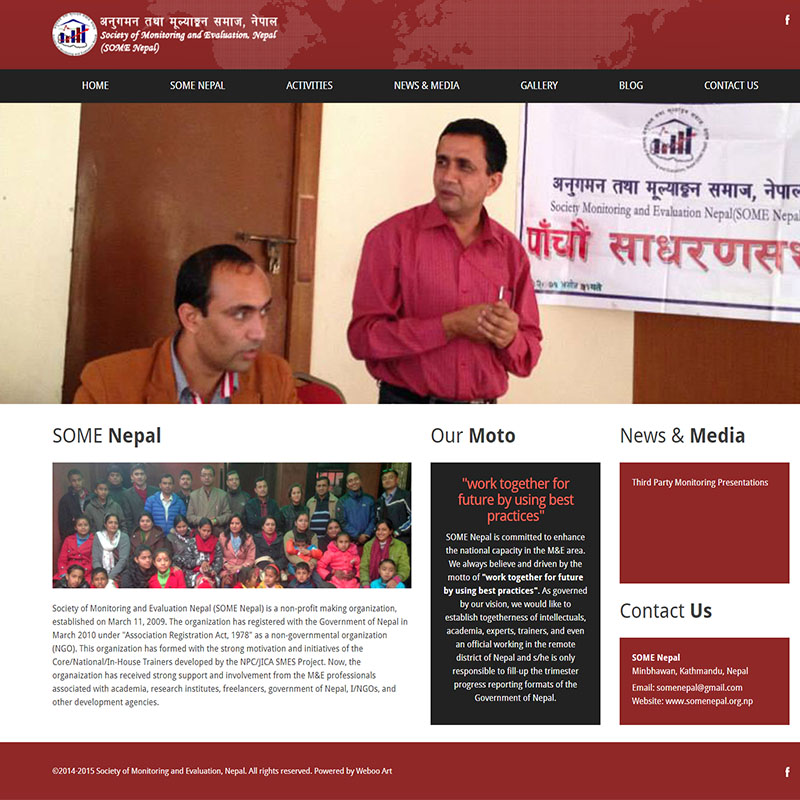 अनुगमन तथा मूल्याङ्कन समाज, नेपाल
Society of Monitoring and Evaluation, Nepal
(SOME Nepal)
f
HOME
SOME NEPAL
ACTIVITIES
NEWS & MEDIA
GALLERY
BLOG
CONTACT US
अनुगमन तथा मूल्याङ्कन समाज, नेपाल
Society Monitoring and Evaluation Nepal(SOME Nepal
पाँचौं साधरणसभ
SOME Nepal
Society of Monitoring and Evaluation Nepal (SOME Nepal) is a non-profit making organization,
established on March 11, 2009. The organization has registered with the Government of Nepal in
March 2010 under "Association Registration Act, 1978" as a non-governmental organization
(NGO). This organization has formed with the strong motivation and initiatives of the
Core/National/In-House Trainers developed by the NPC/JICA SMES Project. Now, the
orgranaization has received strong support and involvement from the M&E professionals
associated with academia, research institutes, freelancers, government of Nepal, I/NGOs, and
other development agencies.
Our Moto
"work together for
future by using best
practices"
SOME Nepal is committed to enhance
the national capacity in the M&E area.
We always believe and driven by the
motto of "work together for future
by using best practices". As governed
by our vision, we would like to
establish togetherness of intellectuals,
academia, experts, trainers, and even
an official working in the remote
district of Nepal and s/he is only
responsible to fill-up the trimester
progress reporting formats of the
Government of Nepal.
News & Media
Third Party Monitoring Presentations
Contact Us
SOME Nepal
Minbhawan, Kathmandu, Nepal
Email: somenepal@gmail.com
Website: www.somenepal.org.np
©2014-2015 Society of Monitoring and Evaluation, Nepal. All rights reserved. Powered by Weboo Art
f